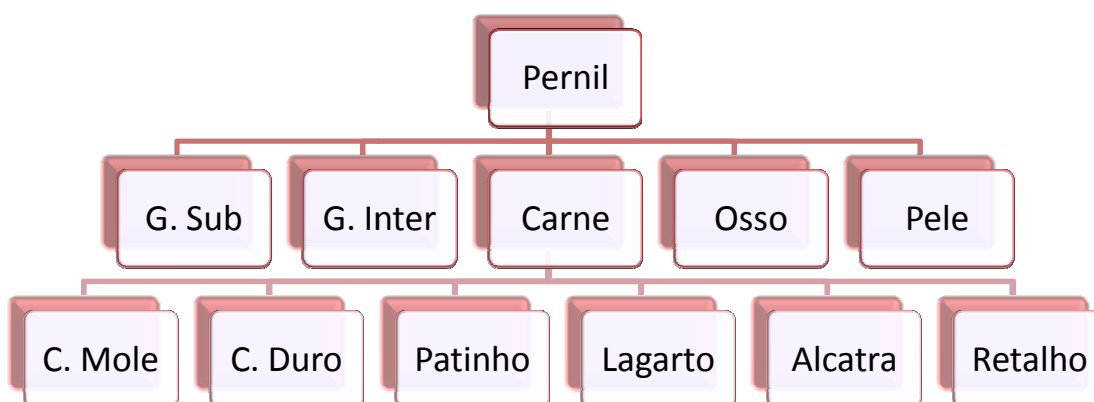 Pernil
G. Sub
G. Inter
Carne
Osso
Pele
C. Mole
C. Duro
Patinho
Lagarto
Alcatra
Retalho